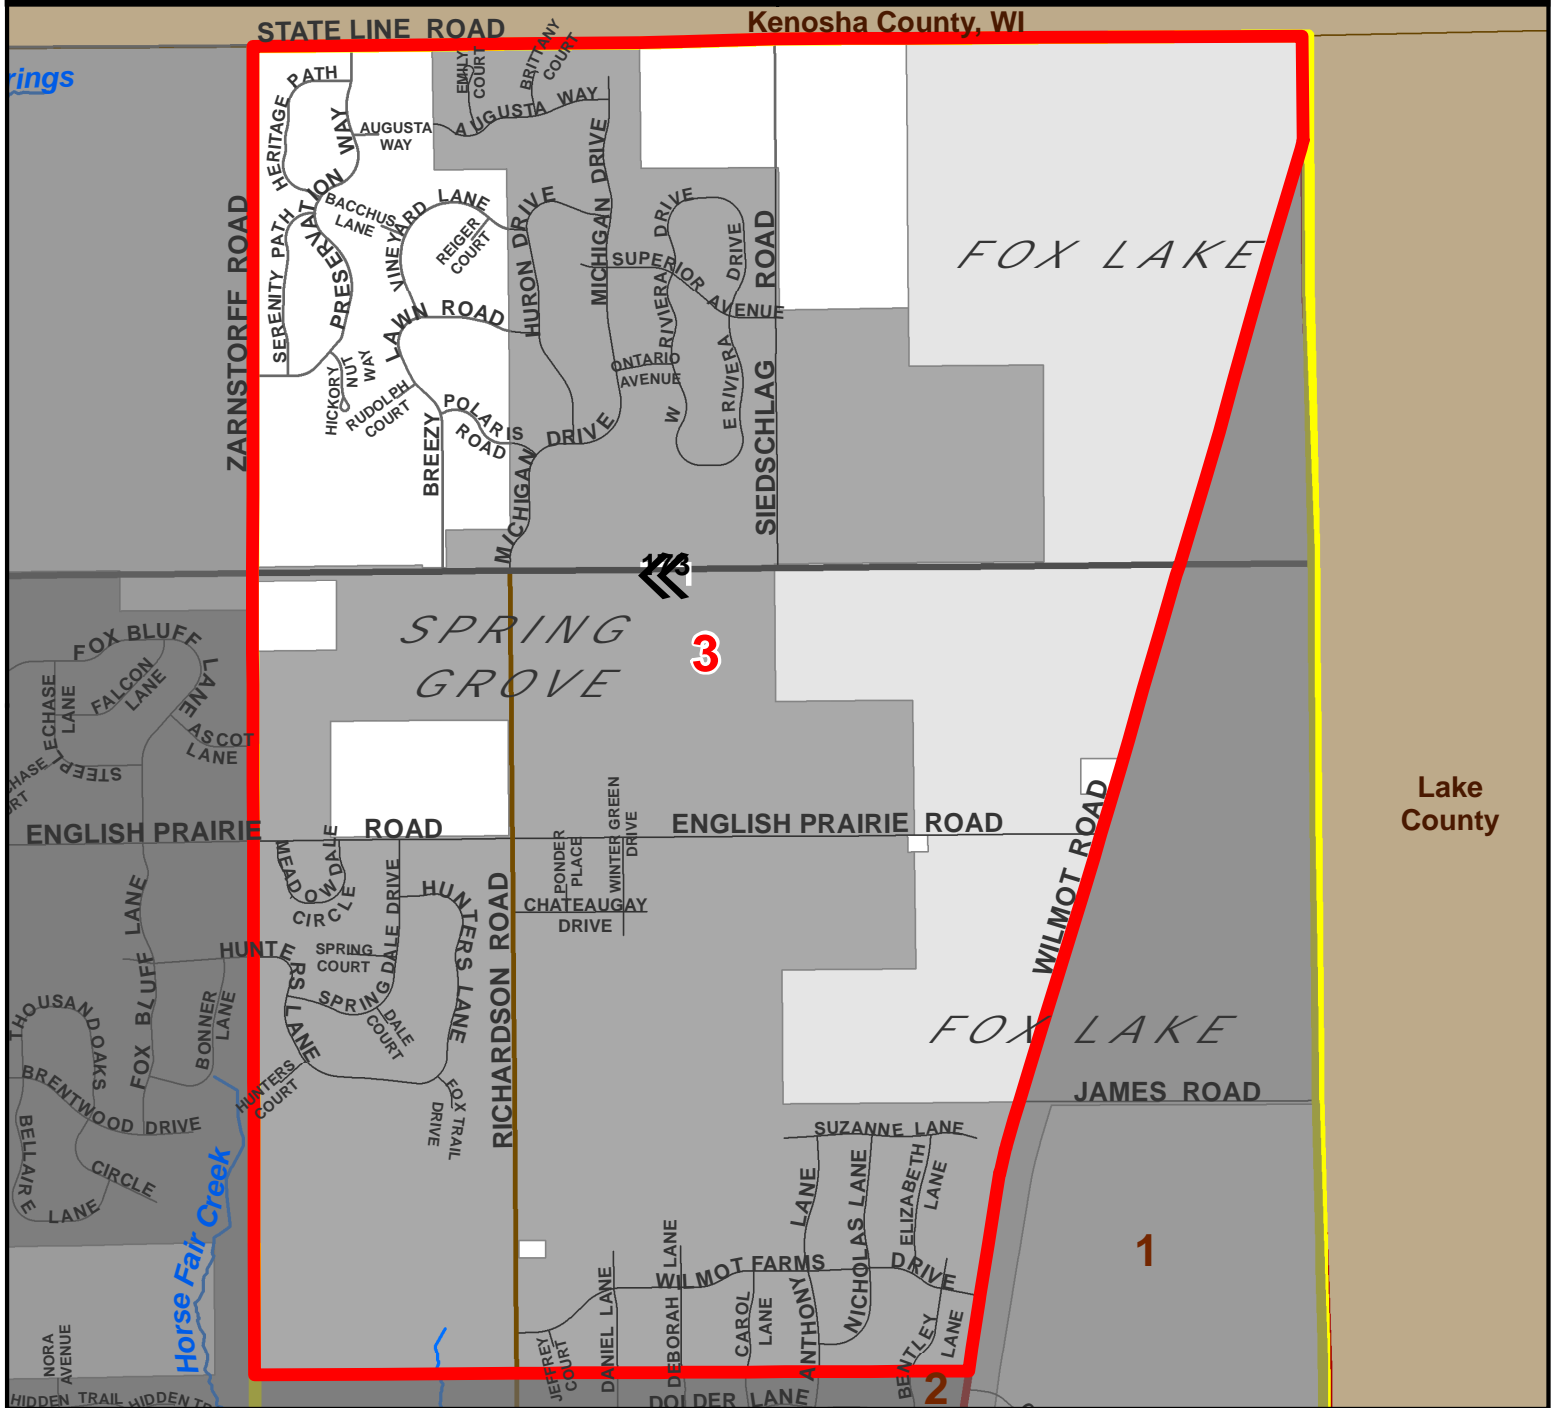 STATE LINE ROAD
Kenosha County, WI
rings
HERITAGE PATH
EMILY
COURT
BRITTANY
COURT
AUGUSTA
WAY
AUGUSTA WAY
PRESERVATION WAY
BACCHUS
LANE
VINEYARD LANE
REIGER
COURT
SERENITY PATH
ZARNSTORFF ROAD
HICKORY
NUT
WAY
LAWN ROAD
RUDOLPH
COURT
BREEZY
POLARIS
ROAD
HURON DRIVE
MICHIGAN DRIVE
MICHIGAN DRIVE
SUPERIOR AVENUE
ONTARIO
AVENUE
W RIVIERA DRIVE
E RIVIERA DRIVE
SIEDSCHLAG ROAD
FOX LAKE
173
SPRING
GROVE
3
FOX BLUFF LANE
FALCON
LANE
ECHASE
LANE
STEEPL
CHASE
ASCOT
LANE
ENGLISH PRAIRIE ROAD
ENGLISH PRAIRIE ROAD
Lake
County
MEADOWDALE
CIRCLE
PONDER
PLACE
WINTER GREEN
DRIVE
CHATEAUGAY
DRIVE
WILMOT ROAD
RICHARDSON ROAD
HUNTERS LANE
HUNTERS LANE
SPRING
COURT
SPRING DALE DRIVE
DALE
COURT
HUNTERS
COURT
FOX TRAIL
DRIVE
FOX BLUFF LANE
BONNER
LANE
THOUSAND OAKS
BRENTWOOD DRIVE
BELLAIRE LANE
CIRCLE
Horse Fair Creek
FOX LAKE
JAMES ROAD
SUZANNE LANE
ANTHONY LANE
NICHOLAS LANE
ELIZABETH
LANE
WILMOT FARMS DRIVE
JEFFREY
COURT
DANIEL LANE
DEBORAH LANE
CAROL
LANE
BENTLEY
LANE
1
2
NORA
AVENUE
HIDDEN TRAIL
HIDDEN
DOLDER LANE